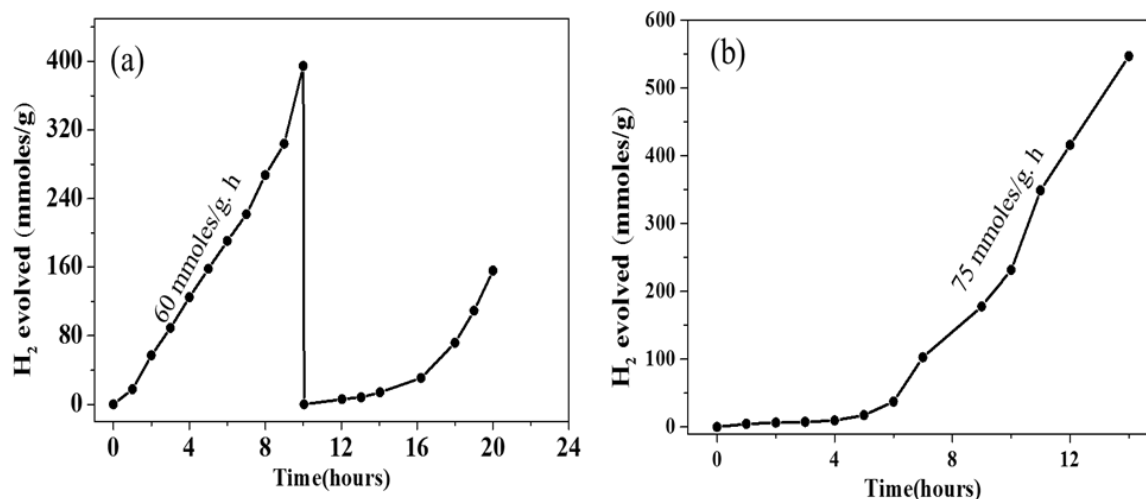 (a)
H₂ evolved (mmoles/g)
400
320
240
160
80
0
60 mmoles/g. h
0 4 8 12 16 20 24
Time(hours)
(b)
H₂ evolved (mmoles/g)
600
500
400
300
200
100
0
75 mmoles/g. h
0 4 8 12
Time(hours)